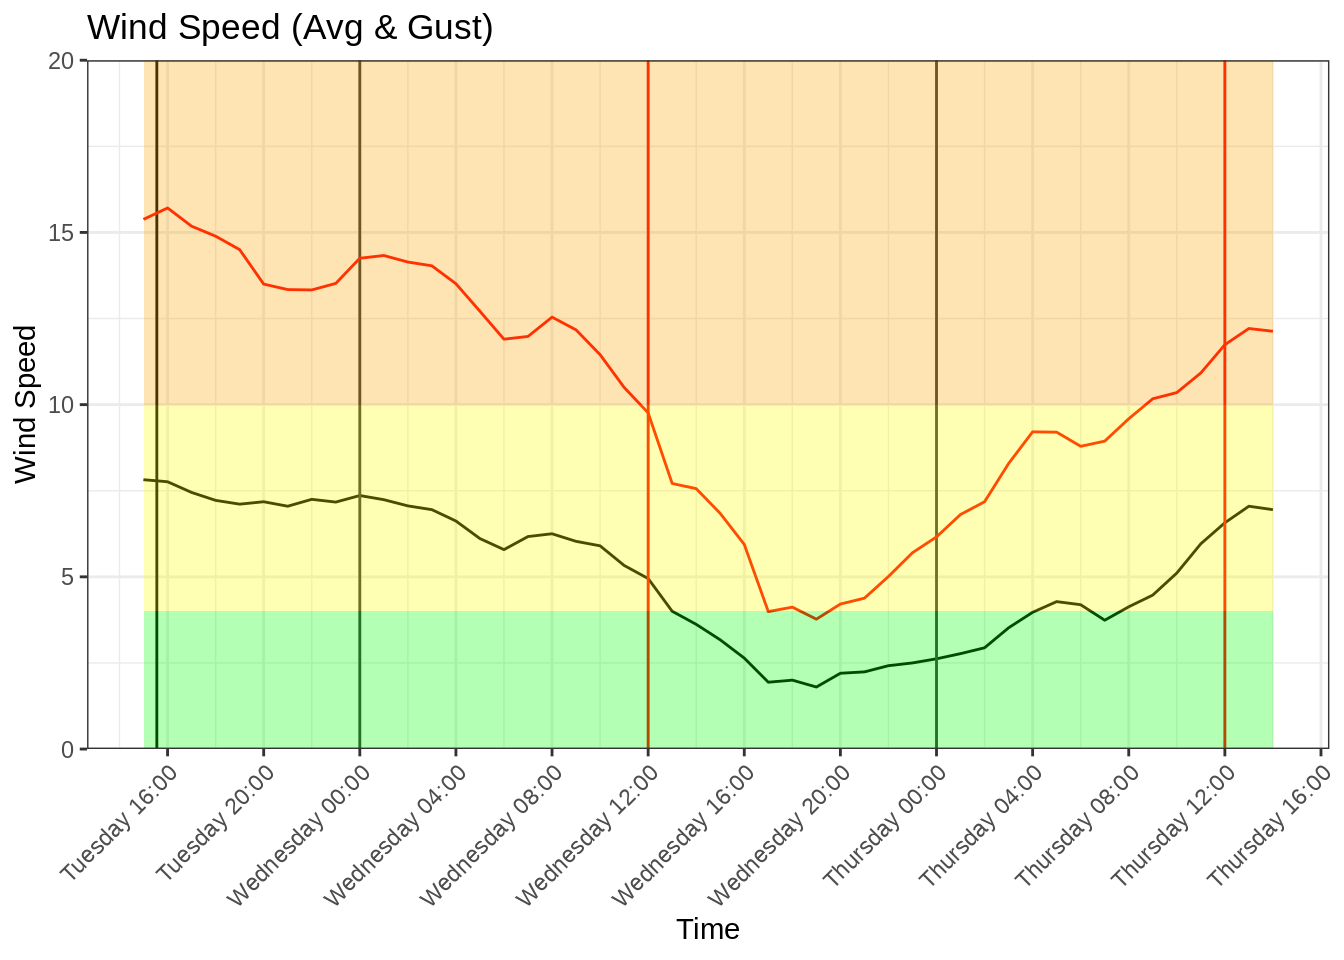 Wind Speed (Avg & Gust)
Wind Speed
20
15
10
5
0
Tuesday 16:00
Tuesday 20:00
Wednesday 00:00
Wednesday 04:00
Wednesday 08:00
Wednesday 12:00
Wednesday 16:00
Wednesday 20:00
Thursday 00:00
Thursday 04:00
Thursday 08:00
Thursday 12:00
Thursday 16:00
Time